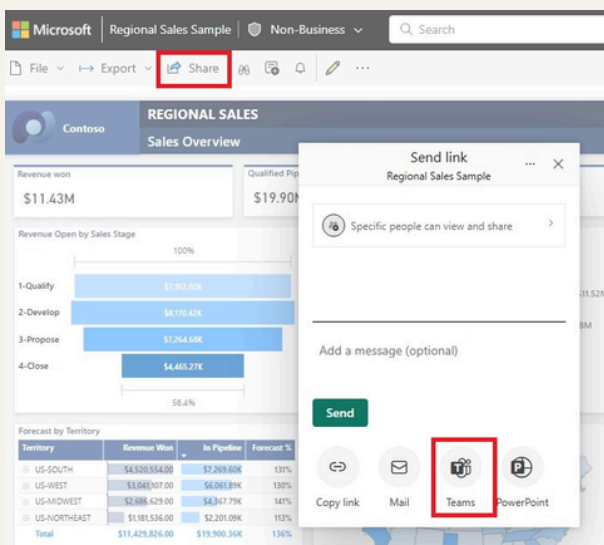 Microsoft Regional Sales Sample Non-Business Search
File Export Share
Contoso
REGIONAL SALES
Sales Overview
Revenue won
$11.43M
Qualified Pip
$19.90M
Send link
Regional Sales Sample
Specific people can view and share
Add a message (optional)
Send
Copy link Mail Teams PowerPoint
Revenue Open by Sales Stage
100%
1-Qualify $7,912.02K
2-Develop $8,170.42K
3-Propose $7,264.68K
4-Close $4,465.27K
56.4%
$11.52M
Forecast by Territory
Territory Revenue Won In Pipeline Forecast %
US-SOUTH $4,520,554.00 $7,269.60K 131%
US-WEST $3,041,107.00 $6,061.89K 130%
US-MIDWEST $2,686,629.00 $4,367.79K 141%
US-NORTHEAST $1,181,536.00 $2,201.09K 113%
Total $11,429,826.00 $19,900.36K 136%